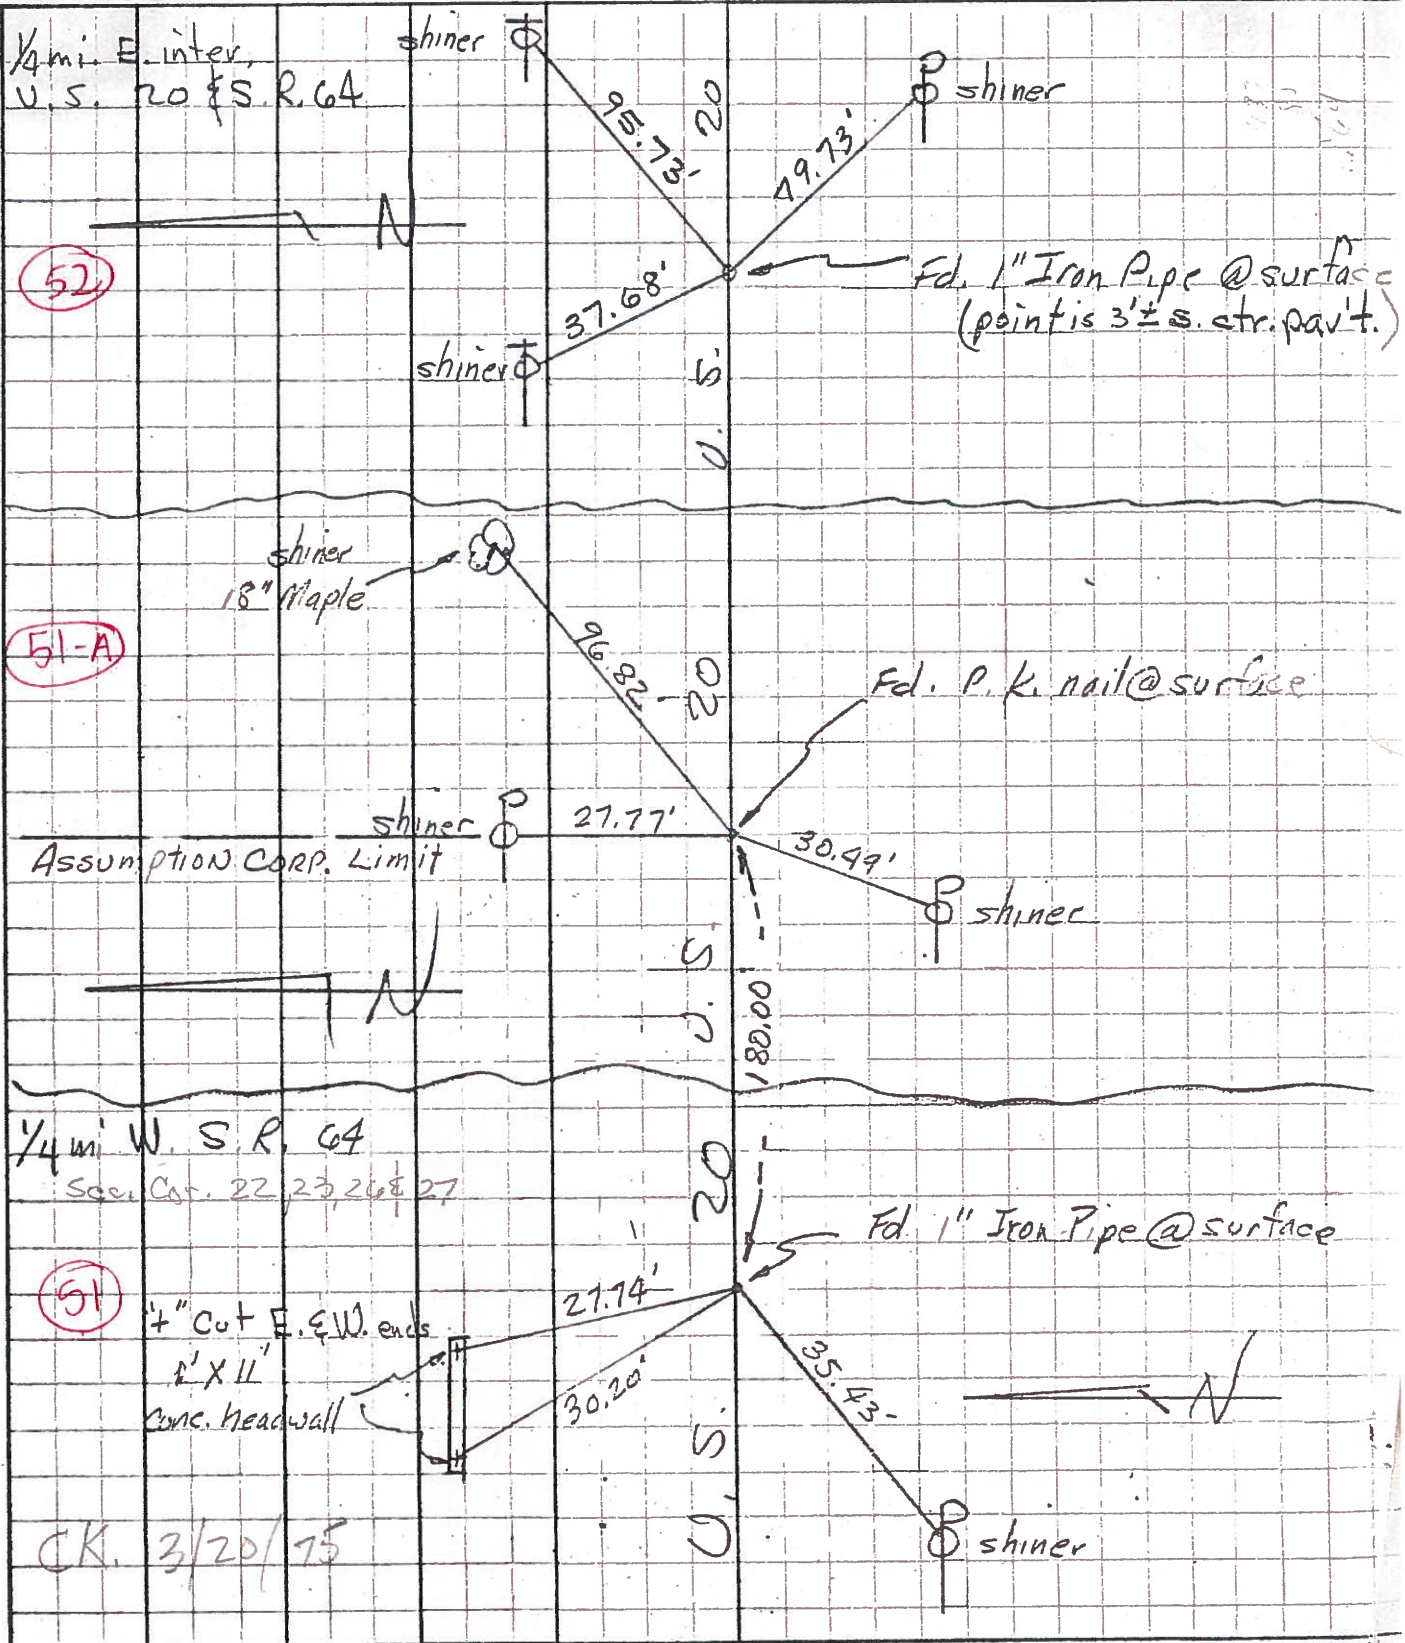 1/4 mi. E. inter.
U.S. 20 & S.R. 64
shiner
shiner
95.73'
20
49.73'
N
52
37.68'
Fd. 1" Iron Pipe @ surface
(point is 3'± s. ctr. pav't.)
shiner
U. S.
shiner
18" Maple
51-A
96.82'
20
Fd. P.K. nail @ surface
shiner
27.77'
Assumption Corp. Limit
30.49'
shiner
N
U. S.
180.00
1/4 mi W. S.R. 64
Sec. Cor. 22, 23, 26 & 27
20
Fd. 1" Iron Pipe @ surface
51
27.74'
"+" Cut E. & W. ends
1' X 11'
conc. headwall
30.20'
35.43'
N
U. S.
CK. 3/20/75
shiner